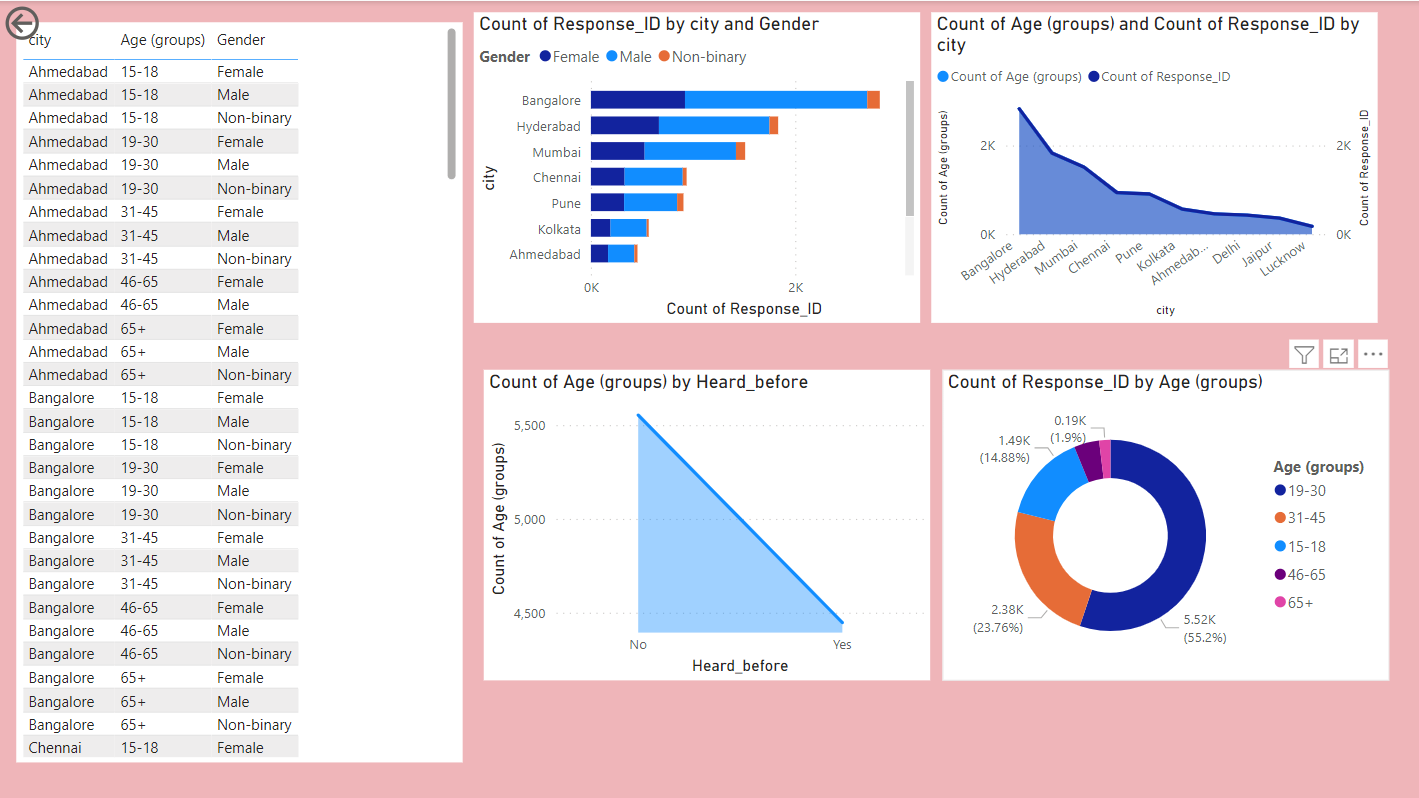 city Age (groups) Gender
Ahmedabad 15-18 Female
Ahmedabad 15-18 Male
Ahmedabad 15-18 Non-binary
Ahmedabad 19-30 Female
Ahmedabad 19-30 Male
Ahmedabad 19-30 Non-binary
Ahmedabad 31-45 Female
Ahmedabad 31-45 Male
Ahmedabad 31-45 Non-binary
Ahmedabad 46-65 Female
Ahmedabad 46-65 Male
Ahmedabad 65+ Female
Ahmedabad 65+ Male
Ahmedabad 65+ Non-binary
Bangalore 15-18 Female
Bangalore 15-18 Male
Bangalore 15-18 Non-binary
Bangalore 19-30 Female
Bangalore 19-30 Male
Bangalore 19-30 Non-binary
Bangalore 31-45 Female
Bangalore 31-45 Male
Bangalore 31-45 Non-binary
Bangalore 46-65 Female
Bangalore 46-65 Male
Bangalore 46-65 Non-binary
Bangalore 65+ Female
Bangalore 65+ Male
Bangalore 65+ Non-binary
Chennai 15-18 Female
Count of Response_ID by city and Gender
Gender Female Male Non-binary
city
Bangalore
Hyderabad
Mumbai
Chennai
Pune
Kolkata
Ahmedabad
0K 2K
Count of Response_ID
Count of Age (groups) and Count of Response_ID by
city
Count of Age (groups) Count of Response_ID
Count of Age (groups)
2K
0K
2K
0K
Count of Response_ID
Bangalore
Hyderabad
Mumbai
Chennai
Pune
Kolkata
Ahmedab...
Delhi
Jaipur
Lucknow
city
Count of Age (groups) by Heard_before
Count of Age (groups)
5,500
5,000
4,500
No Yes
Heard_before
Count of Response_ID by Age (groups)
0.19K
(1.9%)
1.49K
(14.88%)
2.38K
(23.76%)
5.52K
(55.2%)
Age (groups)
19-30
31-45
15-18
46-65
65+